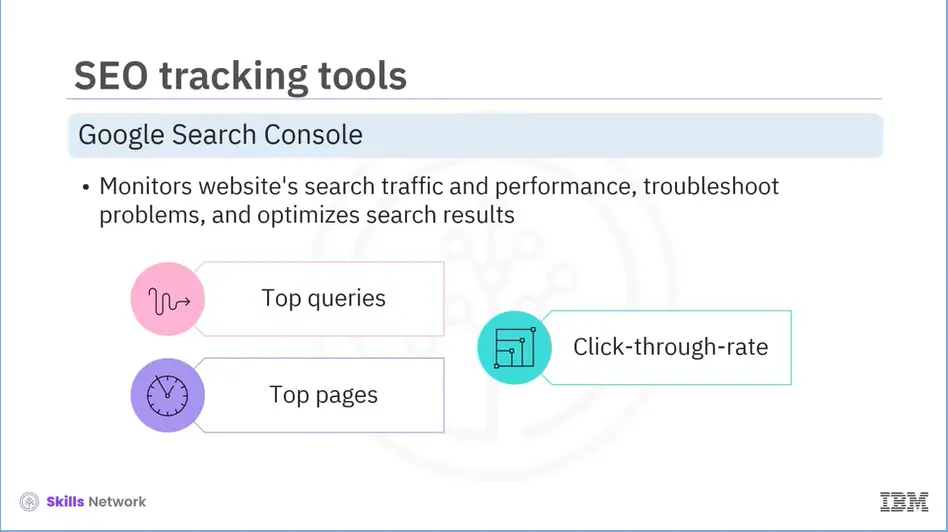 SEO tracking tools
Google Search Console
• Monitors website's search traffic and performance, troubleshoot
problems, and optimizes search results
Top queries
Top pages
Click-through-rate
Skills Network
IBM